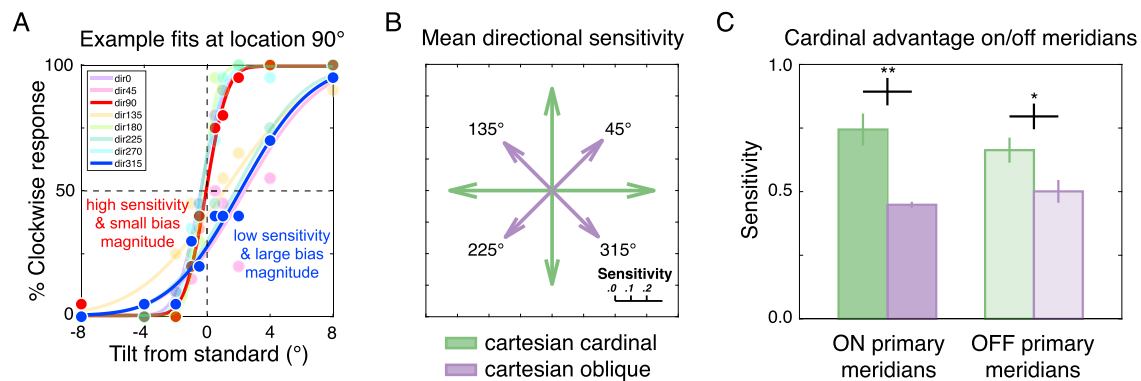 A
Example fits at location 90°
% Clockwise response
100
50
0
dir0
dir45
dir90
dir135
dir180
dir225
dir270
dir315
high sensitivity
& small bias
magnitude
low sensitivity
& large bias
magnitude
-8
-4
0
4
8
Tilt from standard (°)
B
Mean directional sensitivity
135°
45°
225°
315°
Sensitivity
.0 .1 .2
cartesian cardinal
cartesian oblique
C
Cardinal advantage on/off meridians
Sensitivity
1.0
0.5
0.0
**
*
ON primary
meridians
OFF primary
meridians